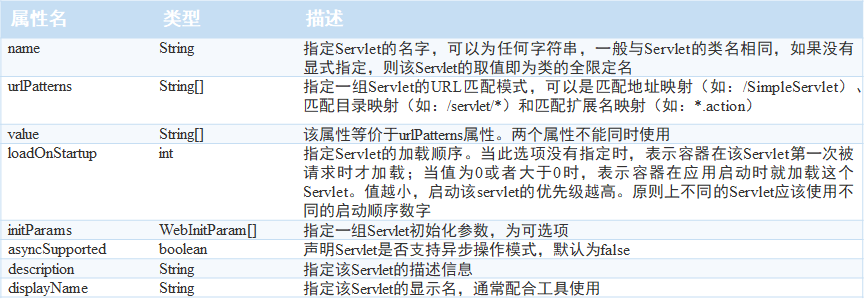 属性名 类型 描述
name String 指定Servlet的名字，可以为任何字符串，一般与Servlet的类名相同，如果没有
显式指定，则该Servlet的取值即为类的全限定名
urlPatterns String[] 指定一组Servlet的URL匹配模式，可以是匹配地址映射（如：/SimpleServlet）、
匹配目录映射（如：/servlet/*）和匹配扩展名映射（如：*.action）
value String[] 该属性等价于urlPatterns属性。两个属性不能同时使用
loadOnStartup int 指定Servlet的加载顺序。当此选项没有指定时，表示容器在该Servlet第一次被
请求时才加载；当值为0或者大于0时，表示容器在应用启动时就加载这个
Servlet。值越小，启动该servlet的优先级越高。原则上不同的Servlet应该使用不
同的启动顺序数字
initParams WebInitParam[] 指定一组Servlet初始化参数，为可选项
asyncSupported boolean 声明Servlet是否支持异步操作模式，默认为false
description String 指定该Servlet的描述信息
displayName String 指定该Servlet的显示名，通常配合工具使用